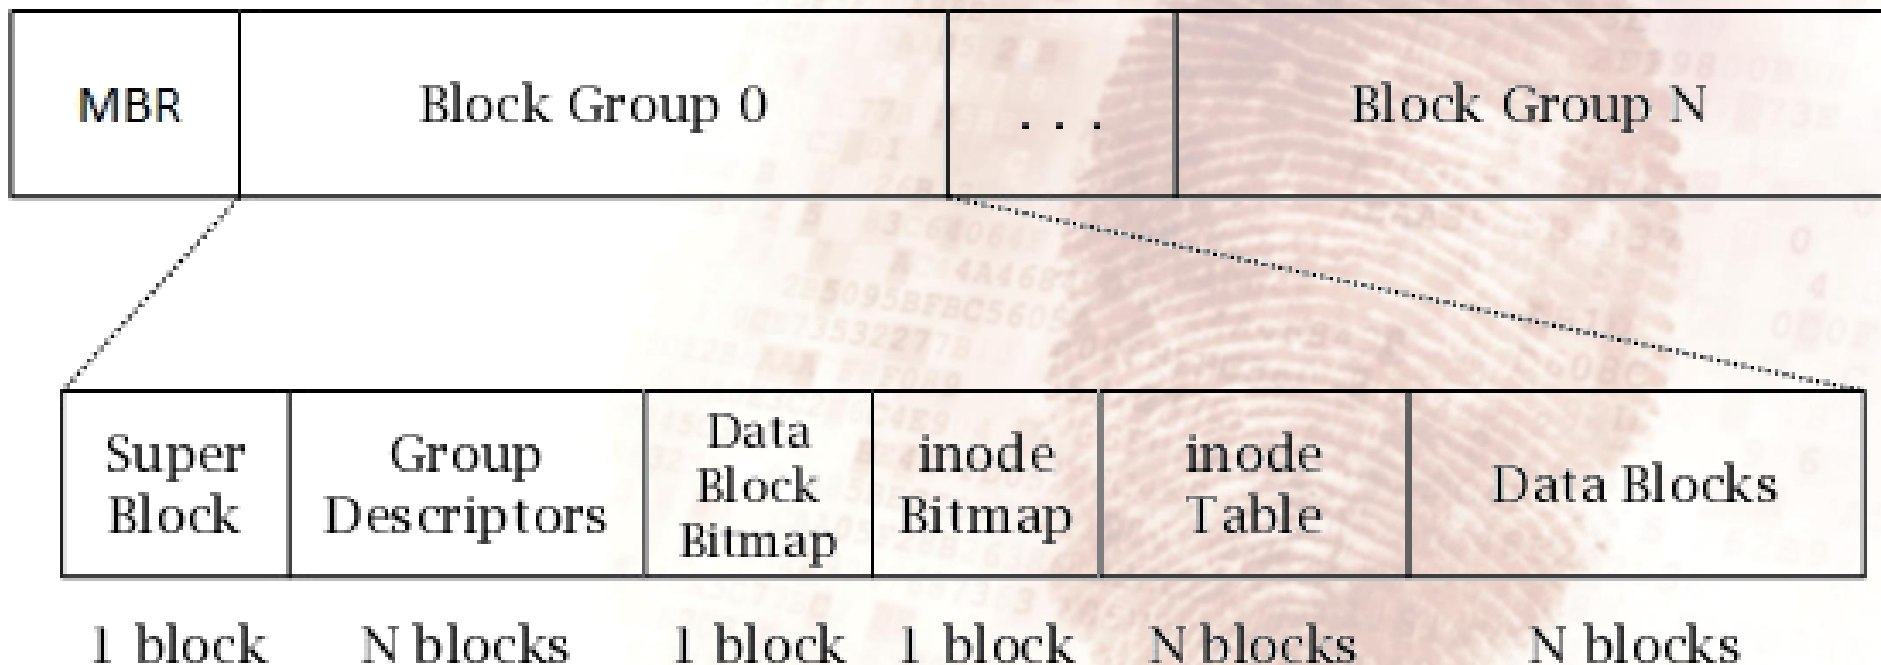 MBR
Block Group 0
. . .
Block Group N
Super
Block
Group
Descriptors
Data
Block
Bitmap
inode
Bitmap
inode
Table
Data Blocks
1 block
N blocks
1 block
1 block
N blocks
N blocks